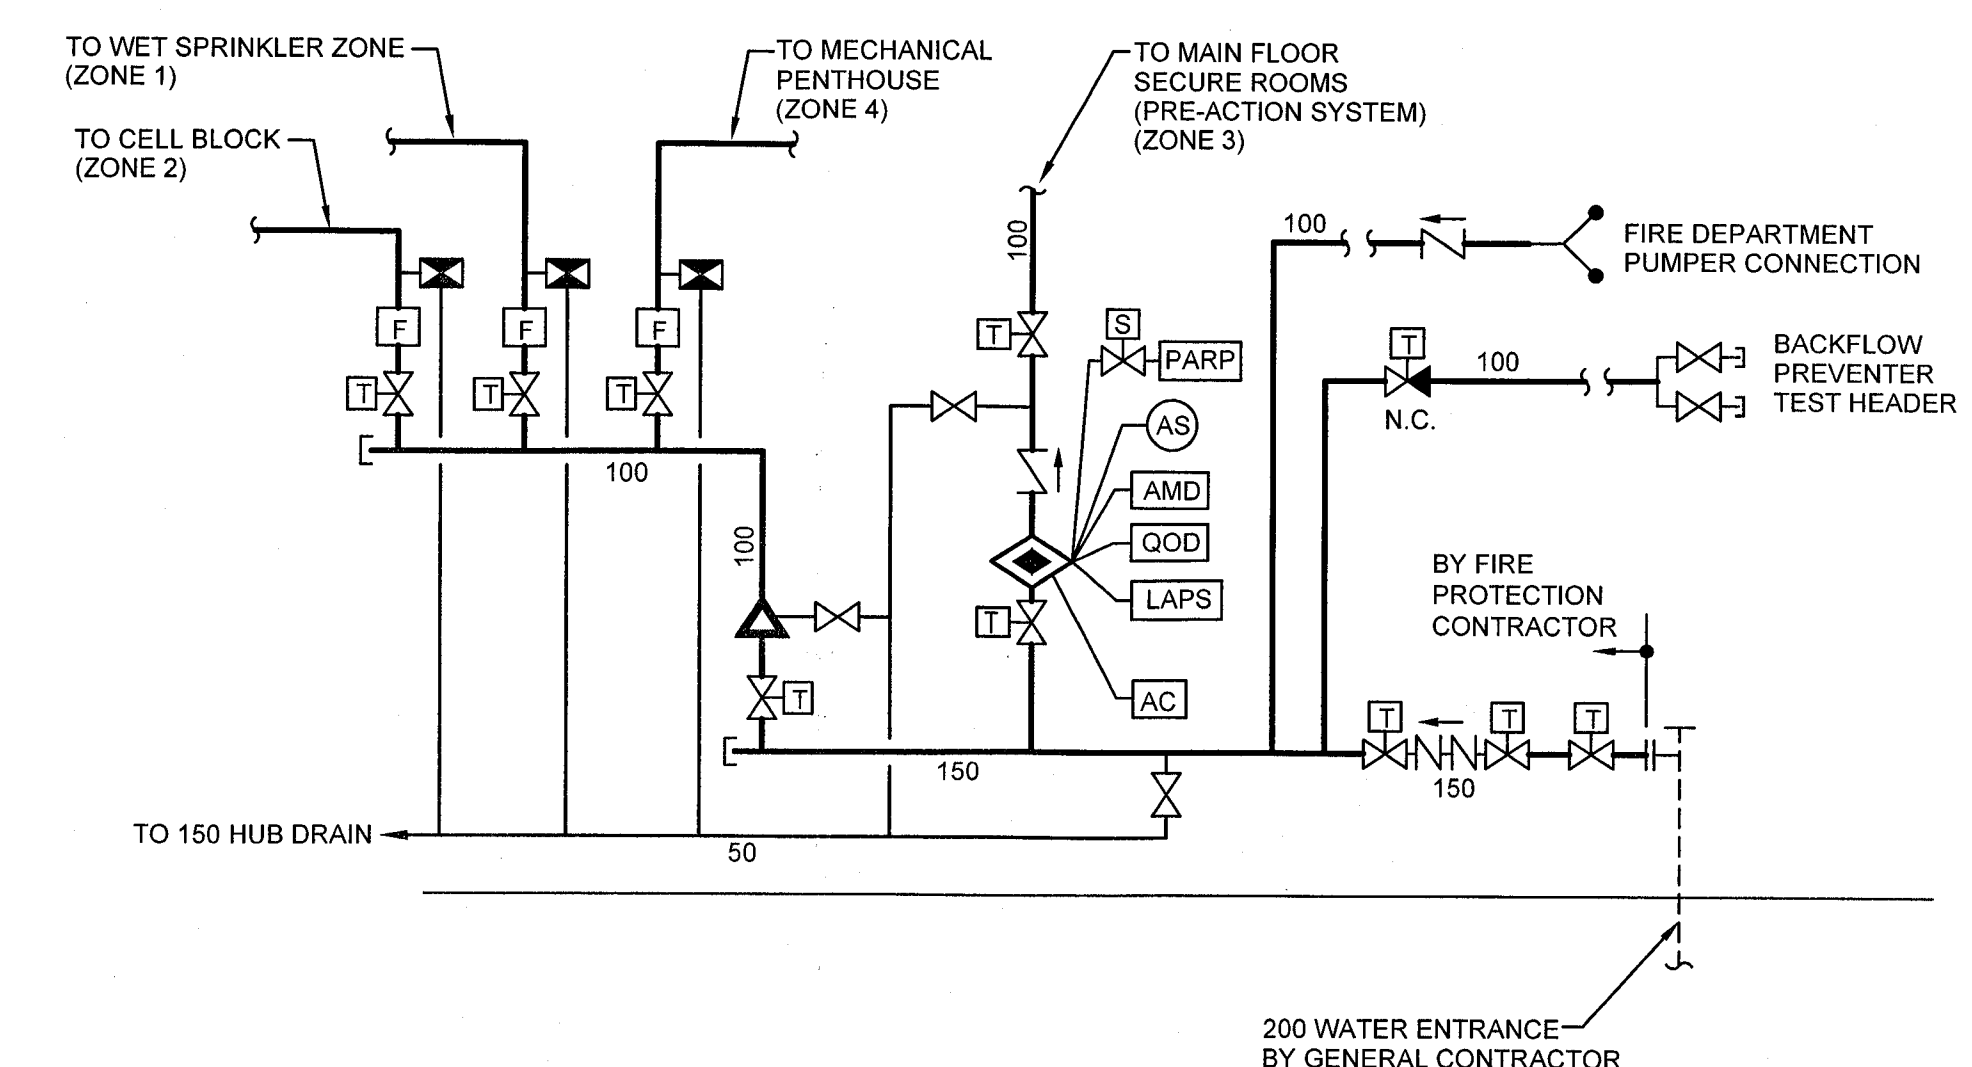 TO WET SPRINKLER ZONE
(ZONE 1)
TO CELL BLOCK
(ZONE 2)
TO MECHANICAL
PENTHOUSE
(ZONE 4)
TO MAIN FLOOR
SECURE ROOMS
(PRE-ACTION SYSTEM)
(ZONE 3)
100
100
FIRE DEPARTMENT
PUMPER CONNECTION
F
F
F
T
T
T
100
T
S
PARP
AS
AMD
QOD
LAPS
AC
T
T
N.C.
100
BACKFLOW
PREVENTER
TEST HEADER
100
T
BY FIRE
PROTECTION
CONTRACTOR
T
T
T
150
150
TO 150 HUB DRAIN
50
200 WATER ENTRANCE
BY GENERAL CONTRACTOR